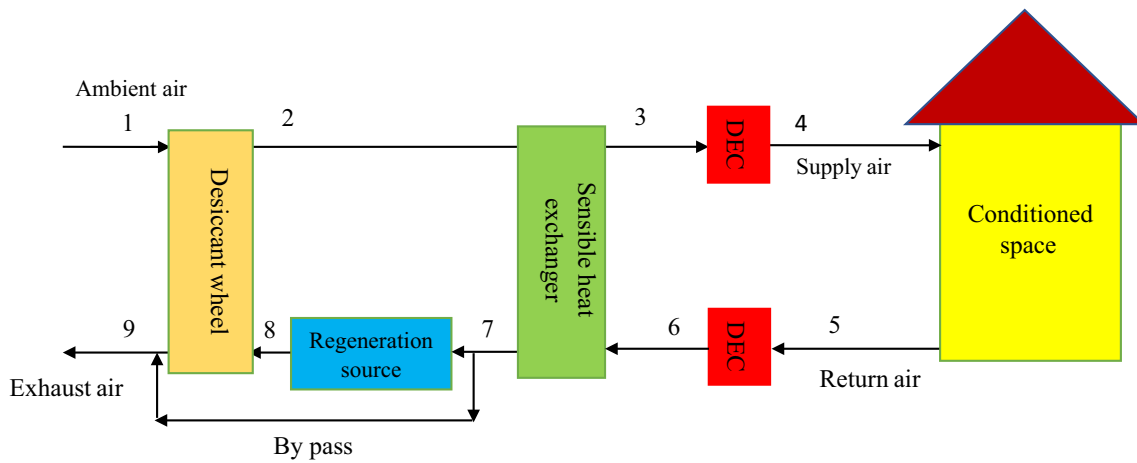 Ambient air
1
2
3
4
DEC
Supply air
Desiccant wheel
Sensible heat
exchanger
Conditioned
space
9
8
Regeneration
source
7
6
DEC
5
Exhaust air
Return air
By pass